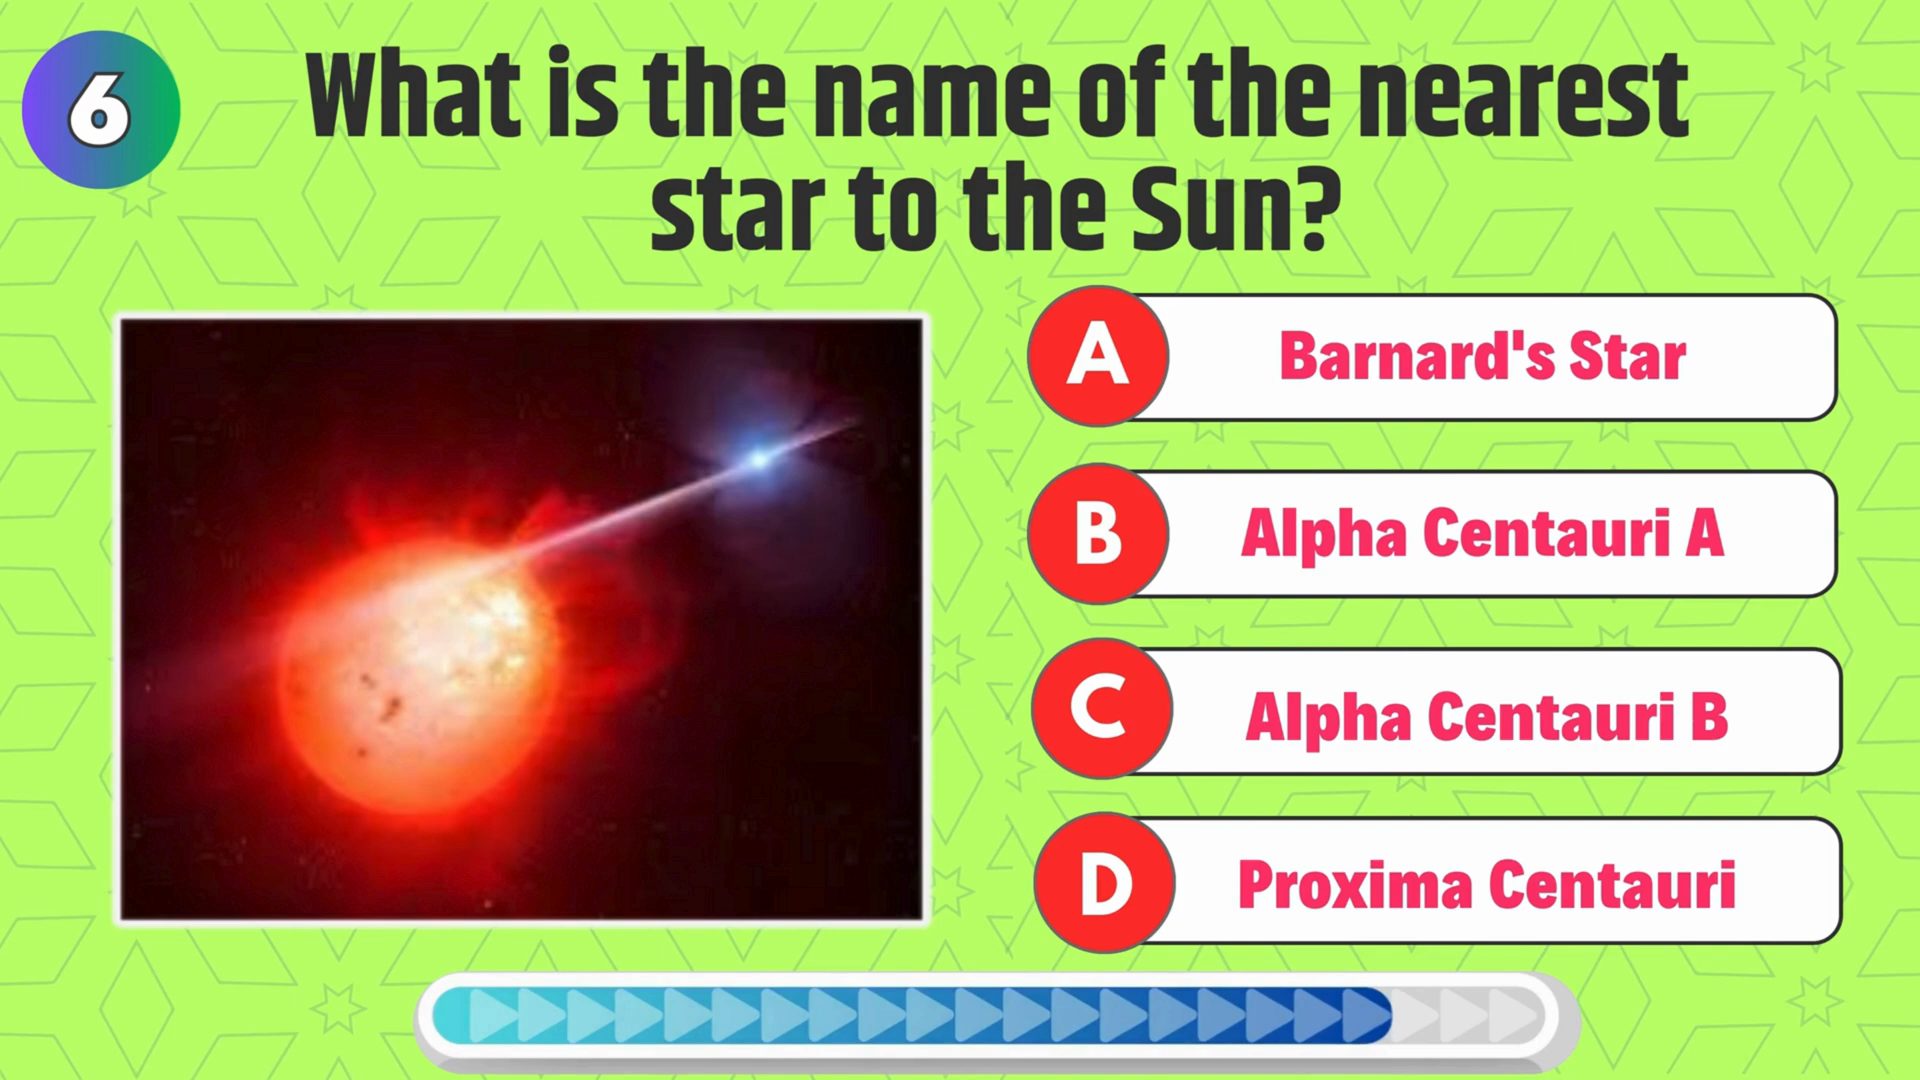 6
What is the name of the nearest
star to the Sun?
A
Barnard's Star
B
Alpha Centauri A
C
Alpha Centauri B
D
Proxima Centauri